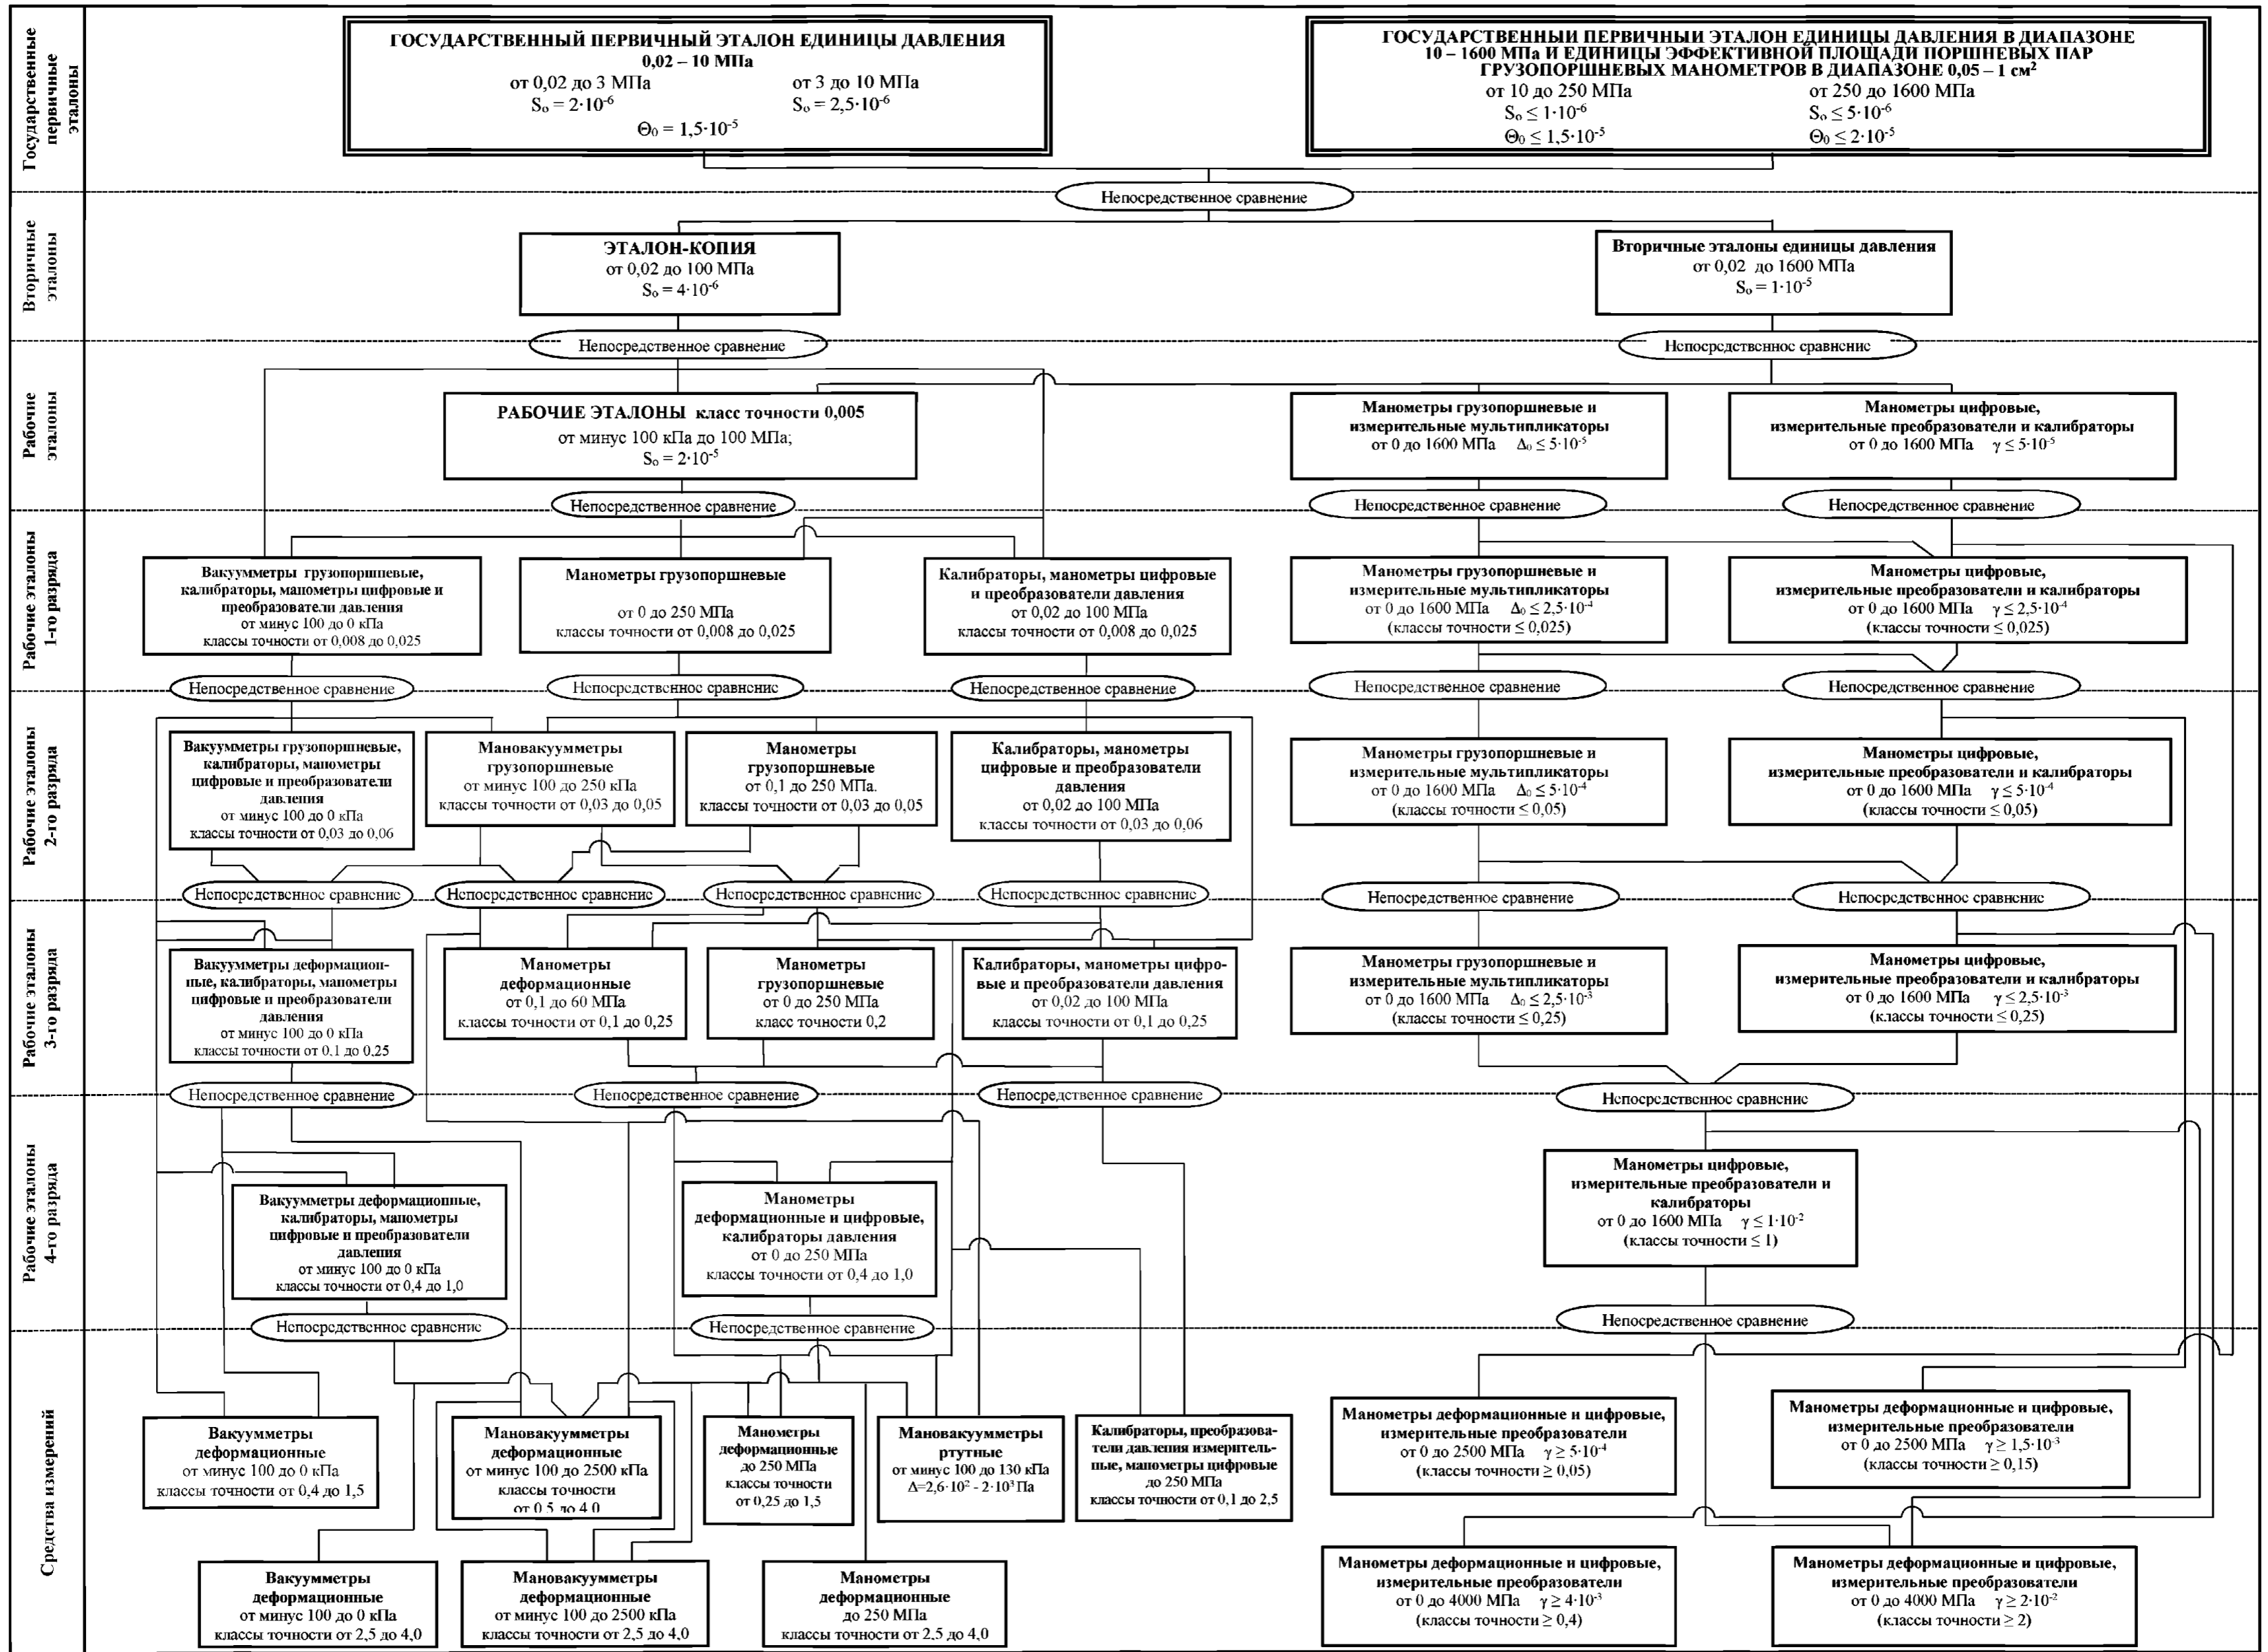 Государственные
первичные
эталоны
ГОСУДАРСТВЕННЫЙ ПЕРВИЧНЫЙ ЭТАЛОН ЕДИНИЦЫ ДАВЛЕНИЯ
0,02 – 10 МПа
от 0,02 до 3 МПа
от 3 до 10 МПа
Sₒ = 2·10⁻⁶
Sₒ = 2,5·10⁻⁶
Θ₀ = 1,5·10⁻⁵
ГОСУДАРСТВЕННЫЙ ПЕРВИЧНЫЙ ЭТАЛОН ЕДИНИЦЫ ДАВЛЕНИЯ В ДИАПАЗОНЕ
10 – 1600 МПа И ЕДИНИЦЫ ЭФФЕКТИВНОЙ ПЛОЩАДИ ПОРШНЕВЫХ ПАР
ГРУЗОПОРШНЕВЫХ МАНОМЕТРОВ В ДИАПАЗОНЕ 0,05 – 1 см²
от 10 до 250 МПа
от 250 до 1600 МПа
Sₒ ≤ 1·10⁻⁶
Sₒ ≤ 5·10⁻⁶
Θ₀ ≤ 1,5·10⁻⁵
Θ₀ ≤ 2·10⁻⁵
Непосредственное сравнение
Вторичные
эталоны
ЭТАЛОН-КОПИЯ
от 0,02 до 100 МПа
Sₒ = 4·10⁻⁶
Вторичные эталоны единицы давления
от 0,02 до 1600 МПа
Sₒ = 1·10⁻⁵
Непосредственное сравнение
Непосредственное сравнение
Рабочие
эталоны
РАБОЧИЕ ЭТАЛОНЫ класс точности 0,005
от минус 100 кПа до 100 МПа;
Sₒ = 2·10⁻⁵
Манометры грузопоршневые и
измерительные мультипликаторы
от 0 до 1600 МПа Δ₀ ≤ 5·10⁻⁵
Манометры цифровые,
измерительные преобразователи и калибраторы
от 0 до 1600 МПа γ ≤ 5·10⁻⁵
Непосредственное сравнение
Непосредственное сравнение
Непосредственное сравнение
Рабочие эталоны
1-го разряда
Вакуумметры грузопоршневые,
калибраторы, манометры цифровые и
преобразователи давления
от минус 100 до 0 кПа
классы точности от 0,008 до 0,025
Манометры грузопоршневые
от 0 до 250 МПа
классы точности от 0,008 до 0,025
Калибраторы, манометры цифровые
и преобразователи давления
от 0,02 до 100 МПа
классы точности от 0,008 до 0,025
Манометры грузопоршневые и
измерительные мультипликаторы
от 0 до 1600 МПа Δ₀ ≤ 2,5·10⁻⁴
(классы точности ≤ 0,025)
Манометры цифровые,
измерительные преобразователи и калибраторы
от 0 до 1600 МПа γ ≤ 2,5·10⁻⁴
(классы точности ≤ 0,025)
Непосредственное сравнение
Непосредственное сравнение
Непосредственное сравнение
Непосредственное сравнение
Непосредственное сравнение
Рабочие эталоны
2-го разряда
Вакуумметры грузопоршневые,
калибраторы, манометры
цифровые и преобразователи
давления
от минус 100 до 0 кПа
классы точности от 0,03 до 0,06
Мановакуумметры
грузопоршневые
от минус 100 до 250 кПа
классы точности от 0,03 до 0,05
Манометры
грузопоршневые
от 0,1 до 250 МПа.
классы точности от 0,03 до 0,05
Калибраторы, манометры
цифровые и преобразователи
давления
от 0,02 до 100 МПа
классы точности от 0,03 до 0,06
Манометры грузопоршневые и
измерительные мультипликаторы
от 0 до 1600 МПа Δ₀ ≤ 5·10⁻⁴
(классы точности ≤ 0,05)
Манометры цифровые,
измерительные преобразователи и калибраторы
от 0 до 1600 МПа γ ≤ 5·10⁻⁴
(классы точности ≤ 0,05)
Непосредственное сравнение
Непосредственное сравнение
Непосредственное сравнение
Непосредственное сравнение
Непосредственное сравнение
Непосредственное сравнение
Рабочие эталоны
3-го разряда
Вакуумметры деформацион-
ные, калибраторы, манометры
цифровые и преобразователи
давления
от минус 100 до 0 кПа
классы точности от 0,1 до 0,25
Манометры
деформационные
от 0,1 до 60 МПа
классы точности от 0,1 до 0,25
Манометры
грузопоршневые
от 0 до 250 МПа
класс точности 0,2
Калибраторы, манометры цифро-
вые и преобразователи давления
от 0,02 до 100 МПа
классы точности от 0,1 до 0,25
Манометры грузопоршневые и
измерительные мультипликаторы
от 0 до 1600 МПа Δ₀ ≤ 2,5·10⁻³
(классы точности ≤ 0,25)
Манометры цифровые,
измерительные преобразователи и калибраторы
от 0 до 1600 МПа γ ≤ 2,5·10⁻³
(классы точности ≤ 0,25)
Непосредственное сравнение
Непосредственное сравнение
Непосредственное сравнение
Непосредственное сравнение
Рабочие эталоны
4-го разряда
Вакуумметры деформационные,
калибраторы, манометры
цифровые и преобразователи
давления
от минус 100 до 0 кПа
классы точности от 0,4 до 1,0
Манометры
деформационные и цифровые,
калибраторы давления
от 0 до 250 МПа
классы точности от 0,4 до 1,0
Манометры цифровые,
измерительные преобразователи и
калибраторы
от 0 до 1600 МПа γ ≤ 1·10⁻²
(классы точности ≤ 1)
Непосредственное сравнение
Непосредственное сравнение
Непосредственное сравнение
Средства измерений
Вакуумметры
деформационные
от минус 100 до 0 кПа
классы точности от 0,4 до 1,5
Мановакуумметры
деформационные
от минус 100 до 2500 кПа
классы точности
от 0,5 до 4,0
Манометры
деформационные
до 250 МПа
классы точности
от 0,25 до 1,5
Мановакуумметры
ртутные
от минус 100 до 130 кПа
Δ=2,6·10² - 2·10³ Па
Калибраторы, преобразова-
тели давления измеритель-
ные, манометры цифровые
до 250 МПа
классы точности от 0,1 до 2,5
Манометры деформационные и цифровые,
измерительные преобразователи
от 0 до 2500 МПа γ ≥ 5·10⁻⁴
(классы точности ≥ 0,05)
Манометры деформационные и цифровые,
измерительные преобразователи
от 0 до 2500 МПа γ ≥ 1,5·10⁻³
(классы точности ≥ 0,15)
Вакуумметры
деформационные
от минус 100 до 0 кПа
классы точности от 2,5 до 4,0
Мановакуумметры
деформационные
от минус 100 до 2500 кПа
классы точности от 2,5 до 4,0
Манометры
деформационные
до 250 МПа
классы точности от 2,5 до 4,0
Манометры деформационные и цифровые,
измерительные преобразователи
от 0 до 4000 МПа γ ≥ 4·10⁻³
(классы точности ≥ 0,4)
Манометры деформационные и цифровые,
измерительные преобразователи
от 0 до 4000 МПа γ ≥ 2·10⁻²
(классы точности ≥ 2)